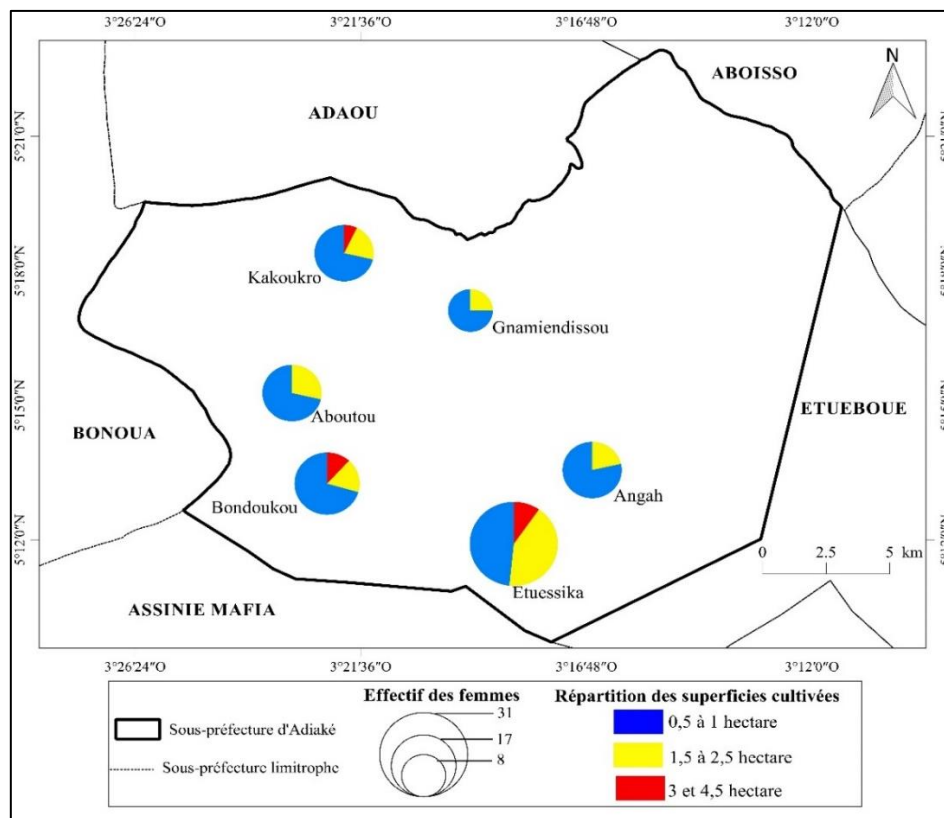 3°26'24"O 3°21'36"O 3°16'48"O 3°12'0"O
N
ABOISSO
ADAOU
5°21'0"N
Kakoukro
5°18'0"N
Gnamiendissou
5°15'0"N
Aboutou
ETUEBOUE
BONOUA
Angah
Bondoukou
5°12'0"N
0 2.5 5 km
Etuessika
ASSINIE MAFIA
3°26'24"O 3°21'36"O 3°16'48"O 3°12'0"O
Effectif des femmes
31
17
8
Répartition des superficies cultivées
Sous-préfecture d'Adiaké
0,5 à 1 hectare
1,5 à 2,5 hectare
Sous-préfecture limitrophe
3 et 4,5 hectare